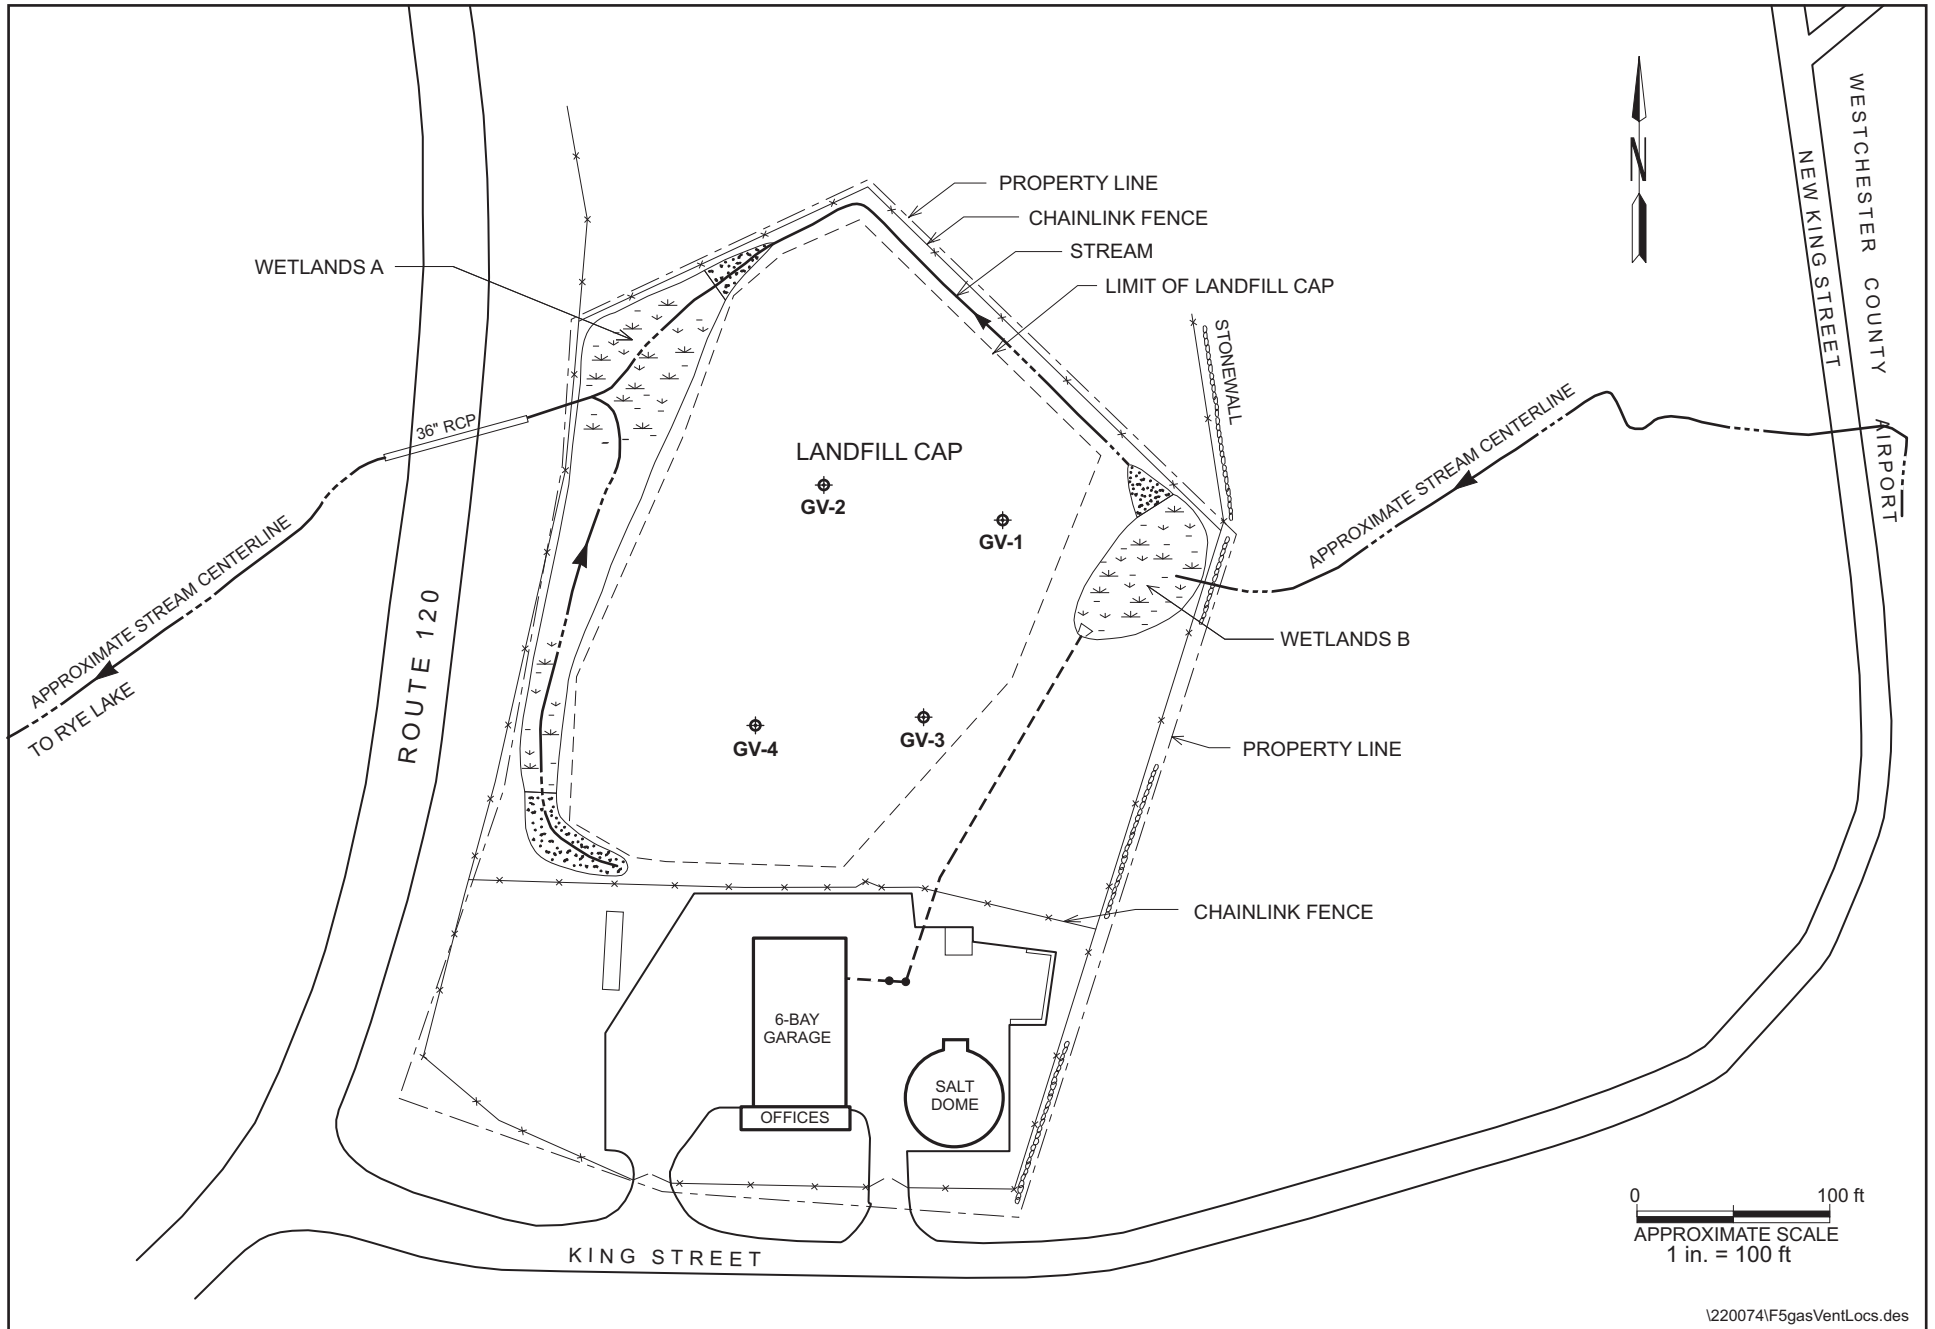 PROPERTY LINE
CHAINLINK FENCE
STREAM
LIMIT OF LANDFILL CAP
WETLANDS A
N
WESTCHESTER COUNTY AIRPORT
NEW KING STREET
STONEWALL
36" RCP
LANDFILL CAP
GV-2
GV-1
APPROXIMATE STREAM CENTERLINE
APPROXIMATE STREAM CENTERLINE
TO RYE LAKE
ROUTE 120
WETLANDS B
GV-4
GV-3
PROPERTY LINE
CHAINLINK FENCE
6-BAY
GARAGE
OFFICES
SALT
DOME
KING STREET
0 100 ft
APPROXIMATE SCALE
1 in. = 100 ft
\220074\F5gasVentLocs.des